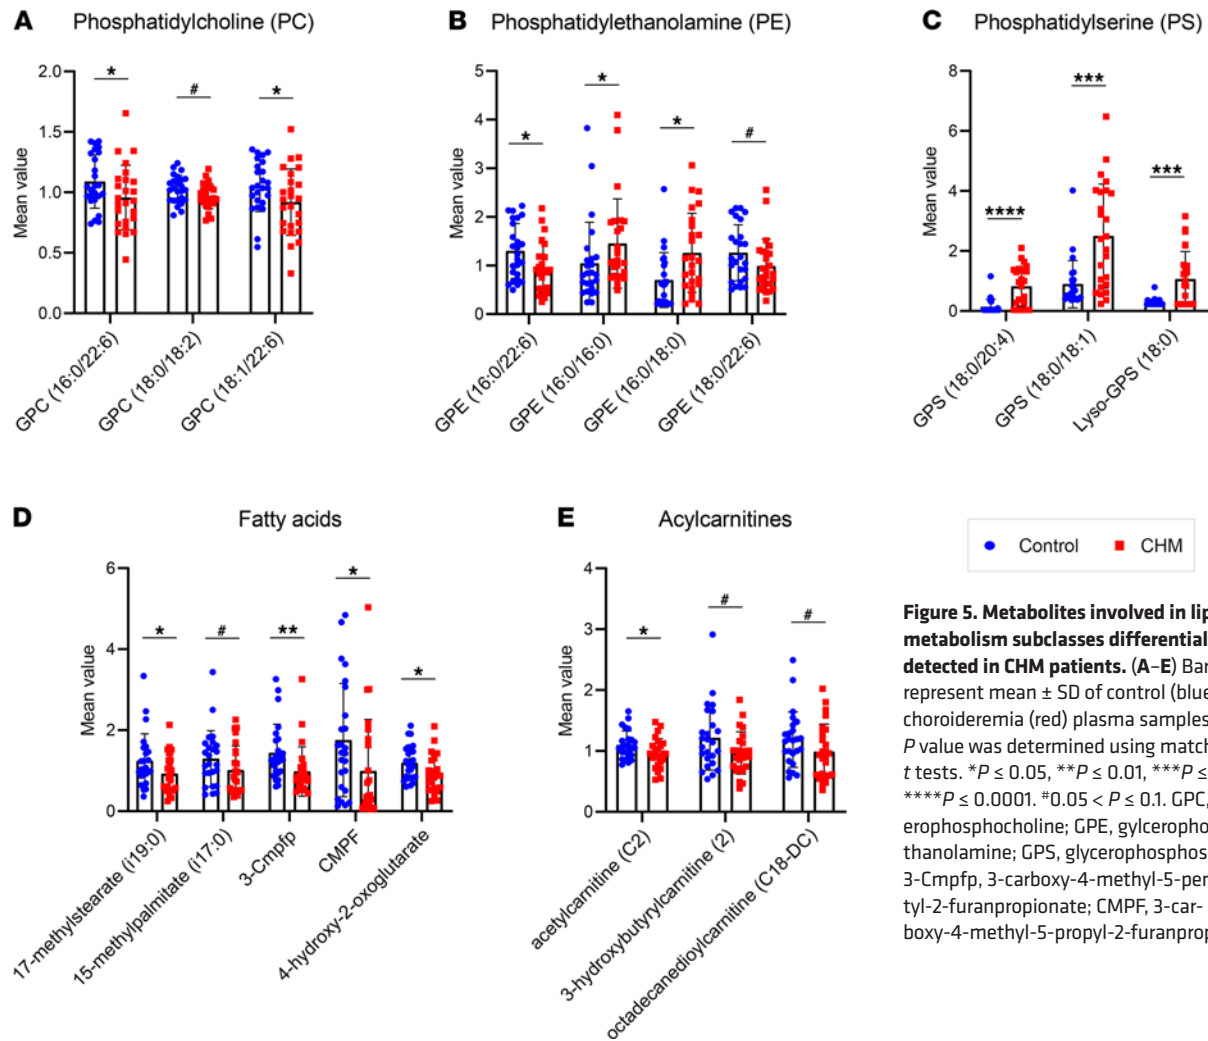 A Phosphatidylcholine (PC)
Mean value
2.0
1.5
1.0
0.5
0.0
* # *
GPC (16:0/22:6)
GPC (18:0/18:2)
GPC (18:1/22:6)
B Phosphatidylethanolamine (PE)
Mean value
5
4
3
2
1
0
* * * #
GPE (16:0/22:6)
GPE (16:0/16:0)
GPE (16:0/18:0)
GPE (18:0/22:6)
C Phosphatidylserine (PS)
Mean value
8
6
4
2
0
**** *** ***
GPS (18:0/20:4)
GPS (18:0/18:1)
Lyso-GPS (18:0)
D Fatty acids
Mean value
6
4
2
0
* # ** * *
17-methylstearate (i19:0)
15-methylpalmitate (i17:0)
3-Cmpfp
CMPF
4-hydroxy-2-oxoglutarate
E Acylcarnitines
Mean value
4
3
2
1
0
* # #
acetylcarnitine (C2)
3-hydroxybutyrylcarnitine (2)
octadecanedioylcarnitine (C18-DC)
Control CHM
Figure 5. Metabolites involved in lip
metabolism subclasses differential
detected in CHM patients. (A–E) Bar
represent mean ± SD of control (blue
choroideremia (red) plasma samples
P value was determined using match
t tests. *P ≤ 0.05, **P ≤ 0.01, ***P ≤
****P ≤ 0.0001. #0.05 < P ≤ 0.1. GPC,
erophosphocholine; GPE, gylceropho
thanolamine; GPS, glycerophosphos
3-Cmpfp, 3-carboxy-4-methyl-5-pen
tyl-2-furanpropionate; CMPF, 3-car-
boxy-4-methyl-5-propyl-2-furanprop